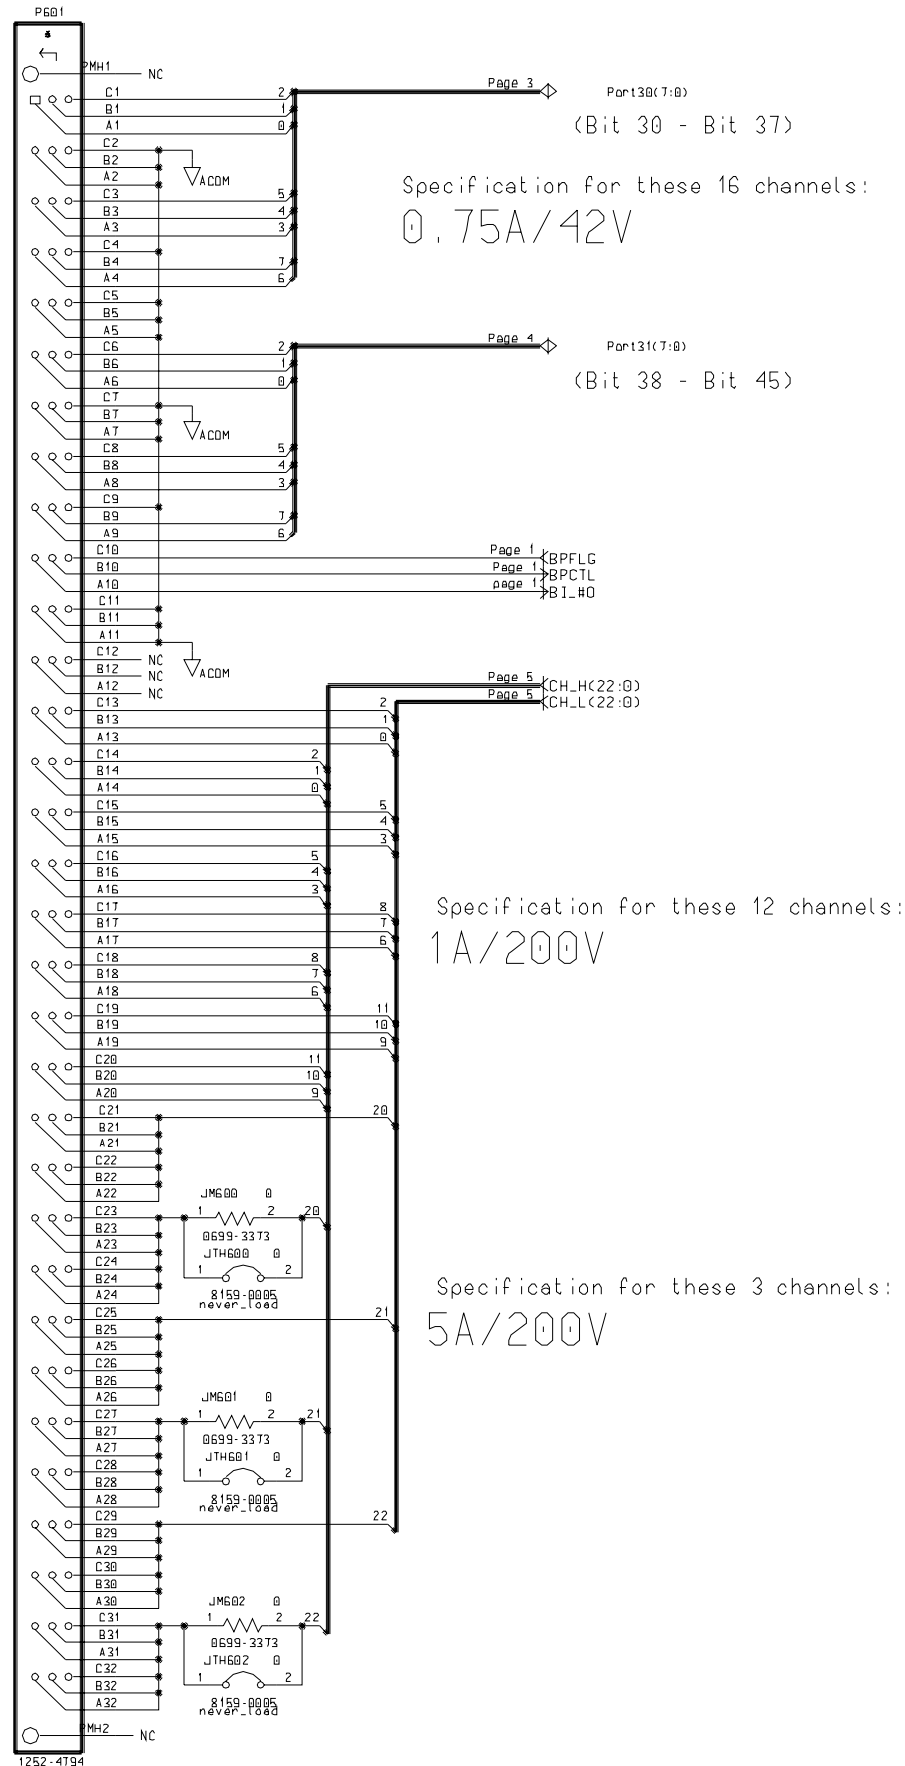 P601
*
PMH1 NC
C1 2 Page 3 Port30(7:0)
B1 1
A1 0 (Bit 30 - Bit 37)
C2
B2
A2 ACOM
C3 5 Specification for these 16 channels:
B3 4
A3 3 0.75A/42V
C4
B4 7
A4 6
C5
B5
A5
C6 2 Page 4 Port31(7:0)
B6 1
A6 0 (Bit 38 - Bit 45)
C7
B7
A7 ACOM
C8 5
B8 4
A8 3
C9
B9 7
A9 6
C10 Page 1 BPFLG
B10 Page 1 BPCTL
A10 page 1 BI_#O
C11
B11
A11
C12 NC ACOM
B12 NC
A12 NC Page 5 CH_H(22:0)
C13 2 Page 5 CH_L(22:0)
B13 1
A13 0
C14 2
B14 1
A14 0
C15 5
B15 4
A15 3
C16 5
B16 4
A16 3
C17 8 Specification for these 12 channels:
B17 7
A17 6 1A/200V
C18 8
B18 7
A18 6
C19 11
B19 10
A19 9
C20 11
B20 10
A20 9
C21 20
B21
A21
C22
B22
A22 JM600 0
C23 1 2 20
B23 0699-3373
A23 JTH600 0
C24 1 2
B24 8159-0005
A24 never_load
Specification for these 3 channels:
C25 21
B25 5A/200V
A25
C26
B26
A26 JM601 0
C27 1 2 21
B27 0699-3373
A27 JTH601 0
C28 1 2
B28
A28 8159-0005
never_load
C29 22
B29
A29
C30
B30
A30 JM602 0
C31 1 2 22
B31 0699-3373
A31 JTH602 0
C32 1 2
B32
A32 8159-0005
never_load
PMH2 NC
1252-4794